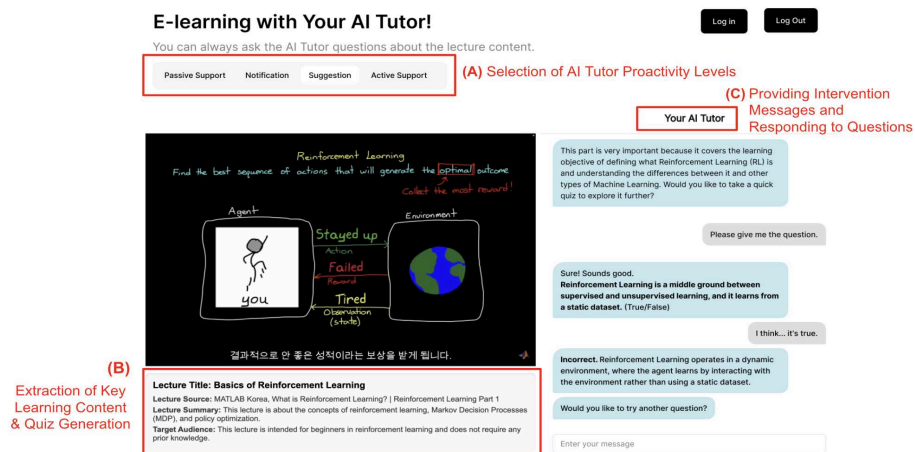 E-learning with Your AI Tutor!
Log in
Log Out
You can always ask the AI Tutor questions about the lecture content.
Passive Support
Notification
Suggestion
Active Support
(A) Selection of AI Tutor Proactivity Levels
(C) Providing Intervention
Messages and
Responding to Questions
Your AI Tutor
Reinforcement Learning
Find the best sequence of actions that will generate the optimal outcome
Collect the most reward!
Agent
Environment
Stayed up
Action
Failed
Reward
you
Tired
Observation
(state)
결과적으로 안 좋은 성적이라는 보상을 받게 됩니다.
This part is very important because it covers the learning
objective of defining what Reinforcement Learning (RL) is
and understanding the differences between it and other
types of Machine Learning. Would you like to take a quick
quiz to explore it further?
Please give me the question.
Sure! Sounds good.
Reinforcement Learning is a middle ground between
supervised and unsupervised learning, and it learns from
a static dataset. (True/False)
I think... it's true.
Incorrect. Reinforcement Learning operates in a dynamic
environment, where the agent learns by interacting with
the environment rather than using a static dataset.
Would you like to try another question?
Enter your message
(B)
Extraction of Key
Learning Content
& Quiz Generation
Lecture Title: Basics of Reinforcement Learning
Lecture Source: MATLAB Korea, What is Reinforcement Learning? | Reinforcement Learning Part 1
Lecture Summary: This lecture is about the concepts of reinforcement learning, Markov Decision Processes
(MDP), and policy optimization.
Target Audience: This lecture is intended for beginners in reinforcement learning and does not require any
prior knowledge.